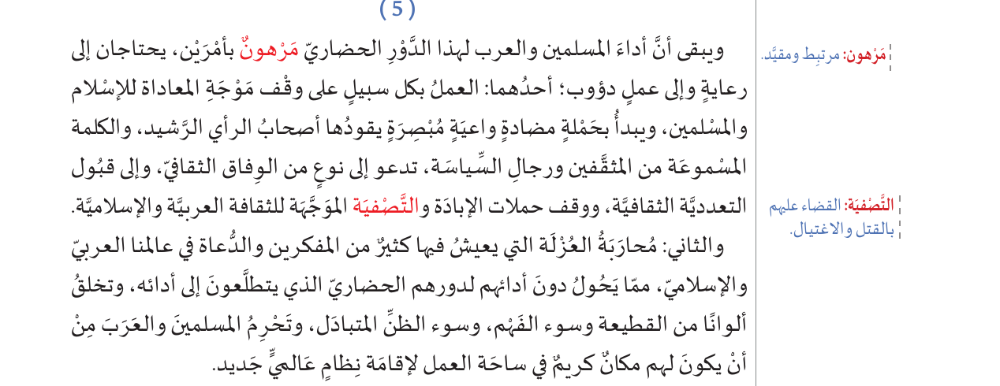 (5)
ويبقى أنَّ أداءَ المسلمين والعرب لهذا الدَّوْرِ الحضاريّ مَرْهونٌ بأمْرَيْن، يحتاجان إلى
رعايةٍ وإلى عملٍ دؤوب؛ أحدُهما: العملُ بكل سبيلٍ على وقْف مَوْجَةِ المعاداة للإسْلام
والمسْلمين، ويبدأُ بحَمْلةٍ مضادةٍ واعيَةٍ مُبْصِرَةٍ يقودُها أصحابُ الرأي الرَّشيد، والكلمة
المسْموعَة من المثقَّفين ورجالِ السِّياسَة، تدعو إلى نوعٍ من الوِفاق الثقافيّ، وإلى قبُول
التعدديَّة الثقافيَّة، ووقف حملات الإبادَة والتَّصْفيَة الموَجَّهَة للثقافة العربيَّة والإسلاميَّة.
والثاني: مُحارَبَةُ العُزْلَة التي يعيشُ فيها كثيرٌ من المفكرين والدُّعاة في عالمنا العربيّ
والإسلاميّ، ممّا يَحُولُ دونَ أدائهم لدورهم الحضاريّ الذي يتطلَّعونَ إلى أدائه، وتخلقُ
ألوانًا من القطيعة وسوء الفَهْم، وسوء الظنِّ المتبادَل، وتَحْرِمُ المسلمينَ والعَرَبَ مِنْ
أنْ يكونَ لهم مكانٌ كريمٌ في ساحَة العمل لإقامَة نِظامٍ عَالميٍّ جَديد.
مَرْهون: مرتبِط ومقيَّد.
التَّصْفيَة: القضاء عليهم
بالقتل والاغتيال.